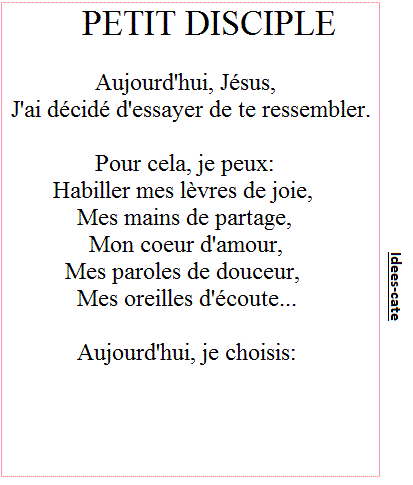 PETIT DISCIPLE
Aujourd'hui, Jésus,
J'ai décidé d'essayer de te ressembler.
Pour cela, je peux:
Habiller mes lèvres de joie,
Mes mains de partage,
Mon coeur d'amour,
Mes paroles de douceur,
Mes oreilles d'écoute...
Aujourd'hui, je choisis:
Idees-cate